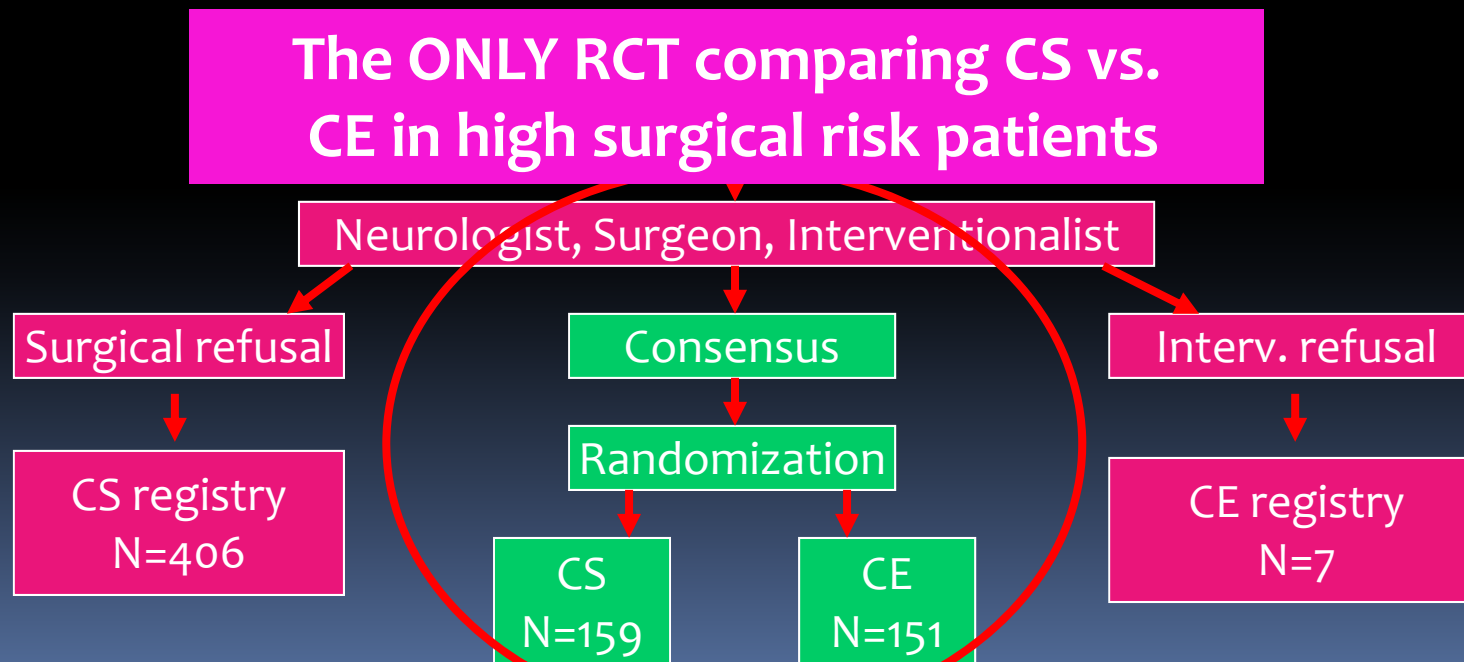 The ONLY RCT comparing CS vs.
CE in high surgical risk patients
Neurologist, Surgeon, Interventionalist
Surgical refusal
Consensus
Interv. refusal
Randomization
CS registry
N=406
CE registry
N=7
CS
N=159
CE
N=151